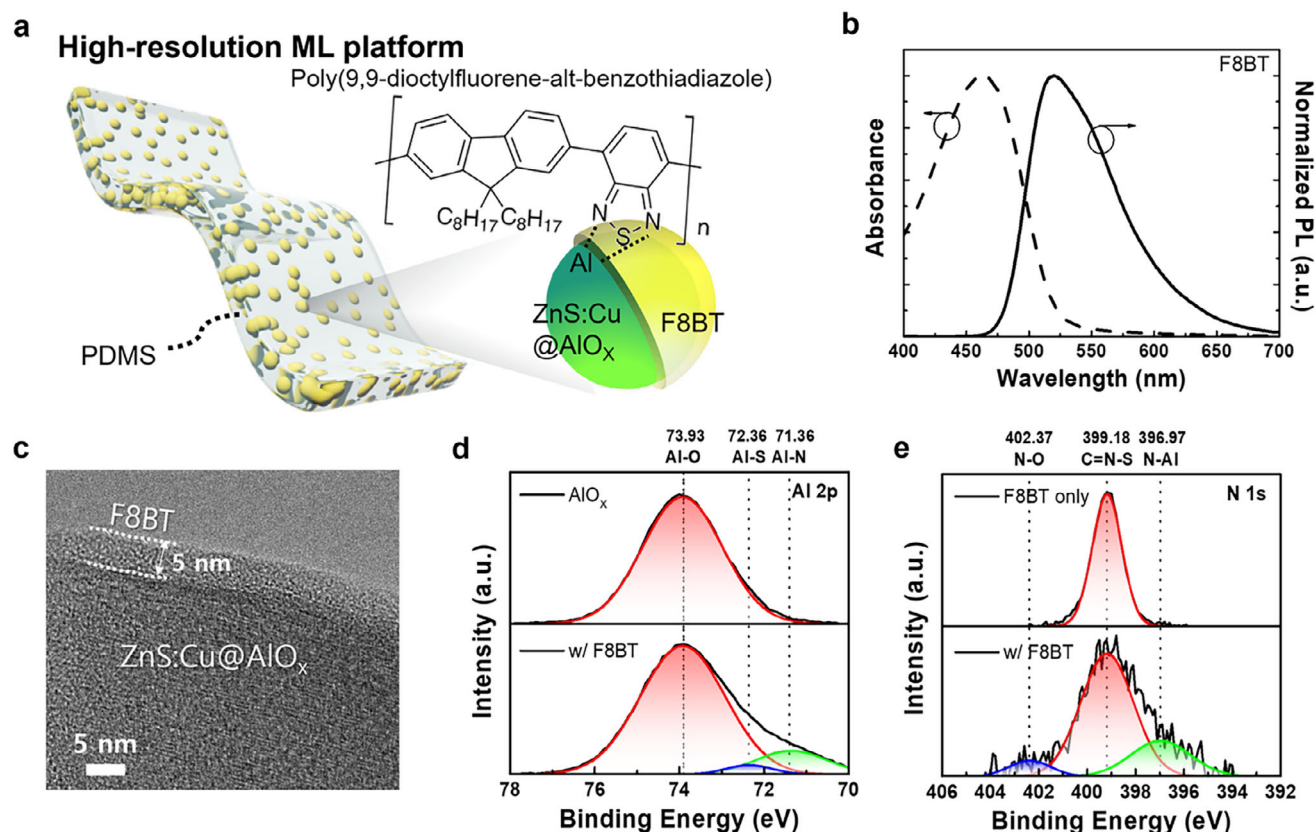 a
High-resolution ML platform
Poly(9,9-dioctylfluorene-alt-benzothiadiazole)
C8H17 C8H17
N
S
N
n
Al
ZnS:Cu
@AlOX
F8BT
PDMS
b
F8BT
Absorbance
Normalized PL (a.u.)
400 450 500 550 600 650 700
Wavelength (nm)
c
F8BT
5 nm
ZnS:Cu@AlOx
5 nm
d
73.93 72.36 71.36
Al-O Al-S Al-N
AlOx
Al 2p
w/ F8BT
Intensity (a.u.)
78 76 74 72 70
Binding Energy (eV)
e
402.37 399.18 396.97
N-O C=N-S N-Al
F8BT only
N 1s
w/ F8BT
Intensity (a.u.)
406 404 402 400 398 396 394 392
Binding Energy (eV)